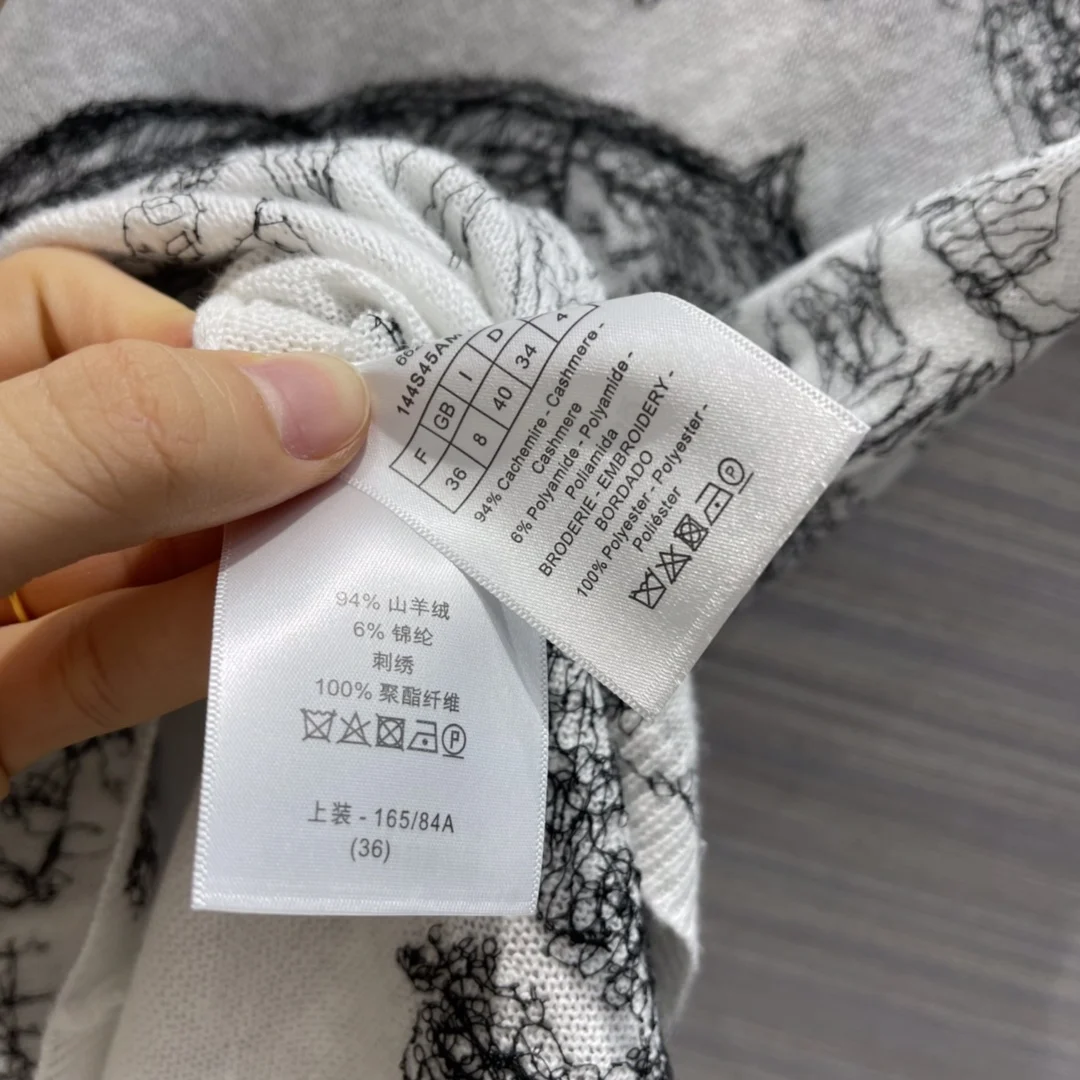 144S45AM
F GB I D
36 8 40 34 4
94% Cachemire - Cashmere - Cashmere -
Cashmere
6% Polyamide - Polyamide -
Poliamida
BRODERIE - EMBROIDERY -
BORDADO
100% Polyester - Polyester -
Poliéster
P
94% 山羊绒
6% 锦纶
刺绣
100% 聚酯纤维
P
上装 - 165/84A
(36)